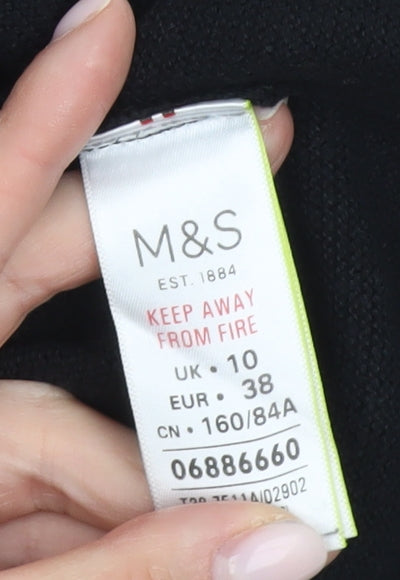 M&S
EST. 1884
KEEP AWAY
FROM FIRE
UK • 10
EUR • 38
CN • 160/84A
06886660